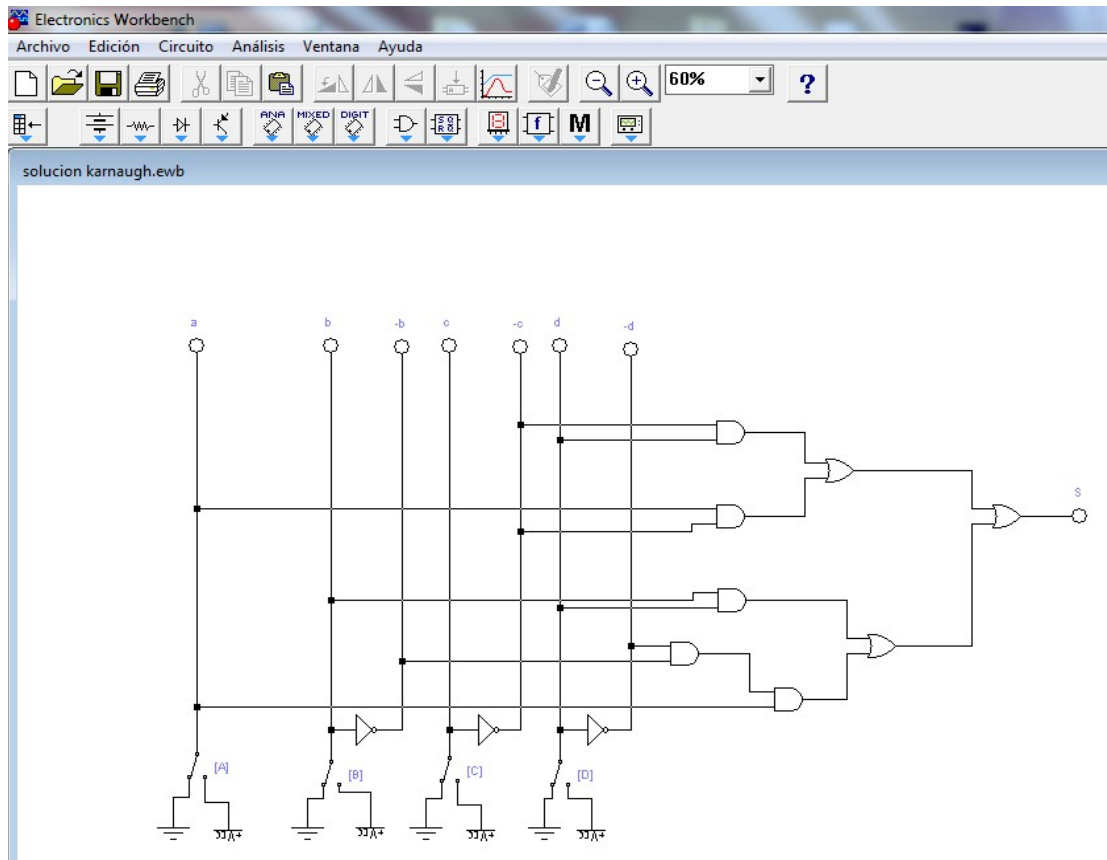 Electronics Workbench
Archivo Edición Circuito Análisis Ventana Ayuda
60% ?
ANA MIXED DIGIT f M
solucion karnaugh.ewb
a b -b c -c d -d
S
[A] [B] [C] [D]